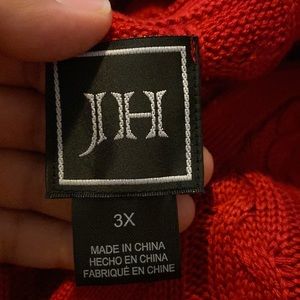 JH
3X
MADE IN CHINA
HECHO EN CHINA
FABRIQUÉ EN CHINE